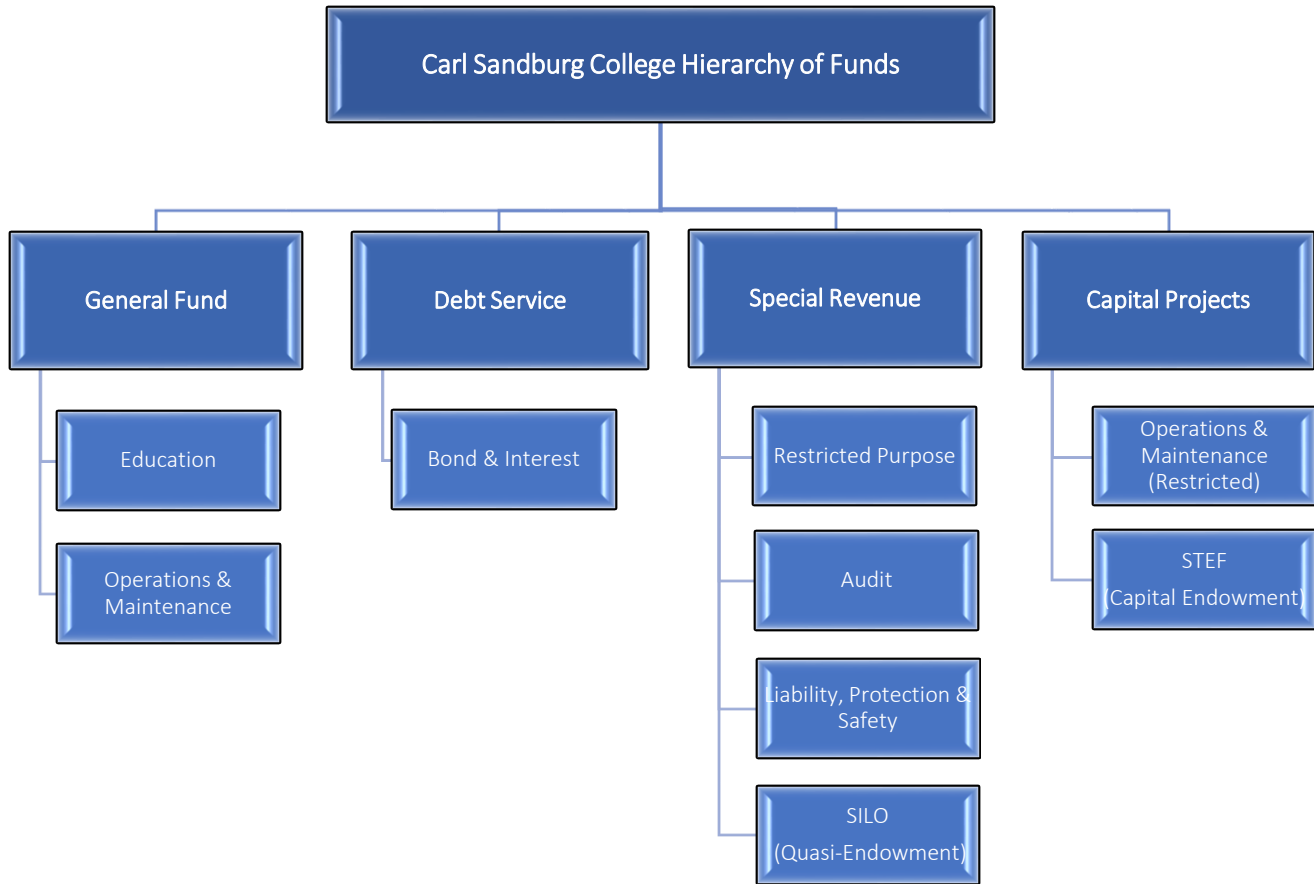 Carl Sandburg College Hierarchy of Funds
General Fund
Debt Service
Special Revenue
Capital Projects
Education
Operations &
Maintenance
Bond & Interest
Restricted Purpose
Audit
Liability, Protection &
Safety
SILO
(Quasi-Endowment)
Operations &
Maintenance
(Restricted)
STEF
(Capital Endowment)